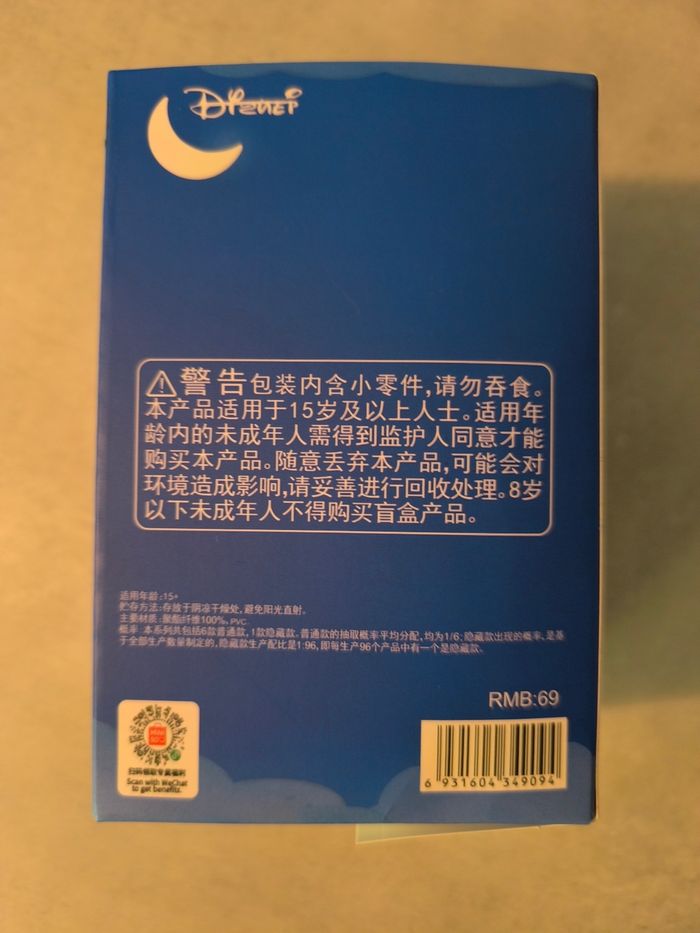 Disney
警告包装内含小零件,请勿吞食。
本产品适用于15岁及以上人士。适用年
龄内的未成年人需得到监护人同意才能
购买本产品。随意丢弃本产品,可能会对
环境造成影响,请妥善进行回收处理。8岁
以下未成年人不得购买盲盒产品。
适用年龄:15+
贮存方法:存放于阴凉干燥处,避免阳光直射。
主要材质:聚酯纤维100%, PVC
概率:本系列共包括6款普通款,1款隐藏款。普通款的抽取概率平均分配,均为1/6;隐藏款出现的概率,是基
于全部生产数量制定的,隐藏款生产配比是1:96,即每生产96个产品中有一个是隐藏款。
RMB:69
扫码领取专属福利
Scan with WeChat
to get benefits.
6 931604 349094